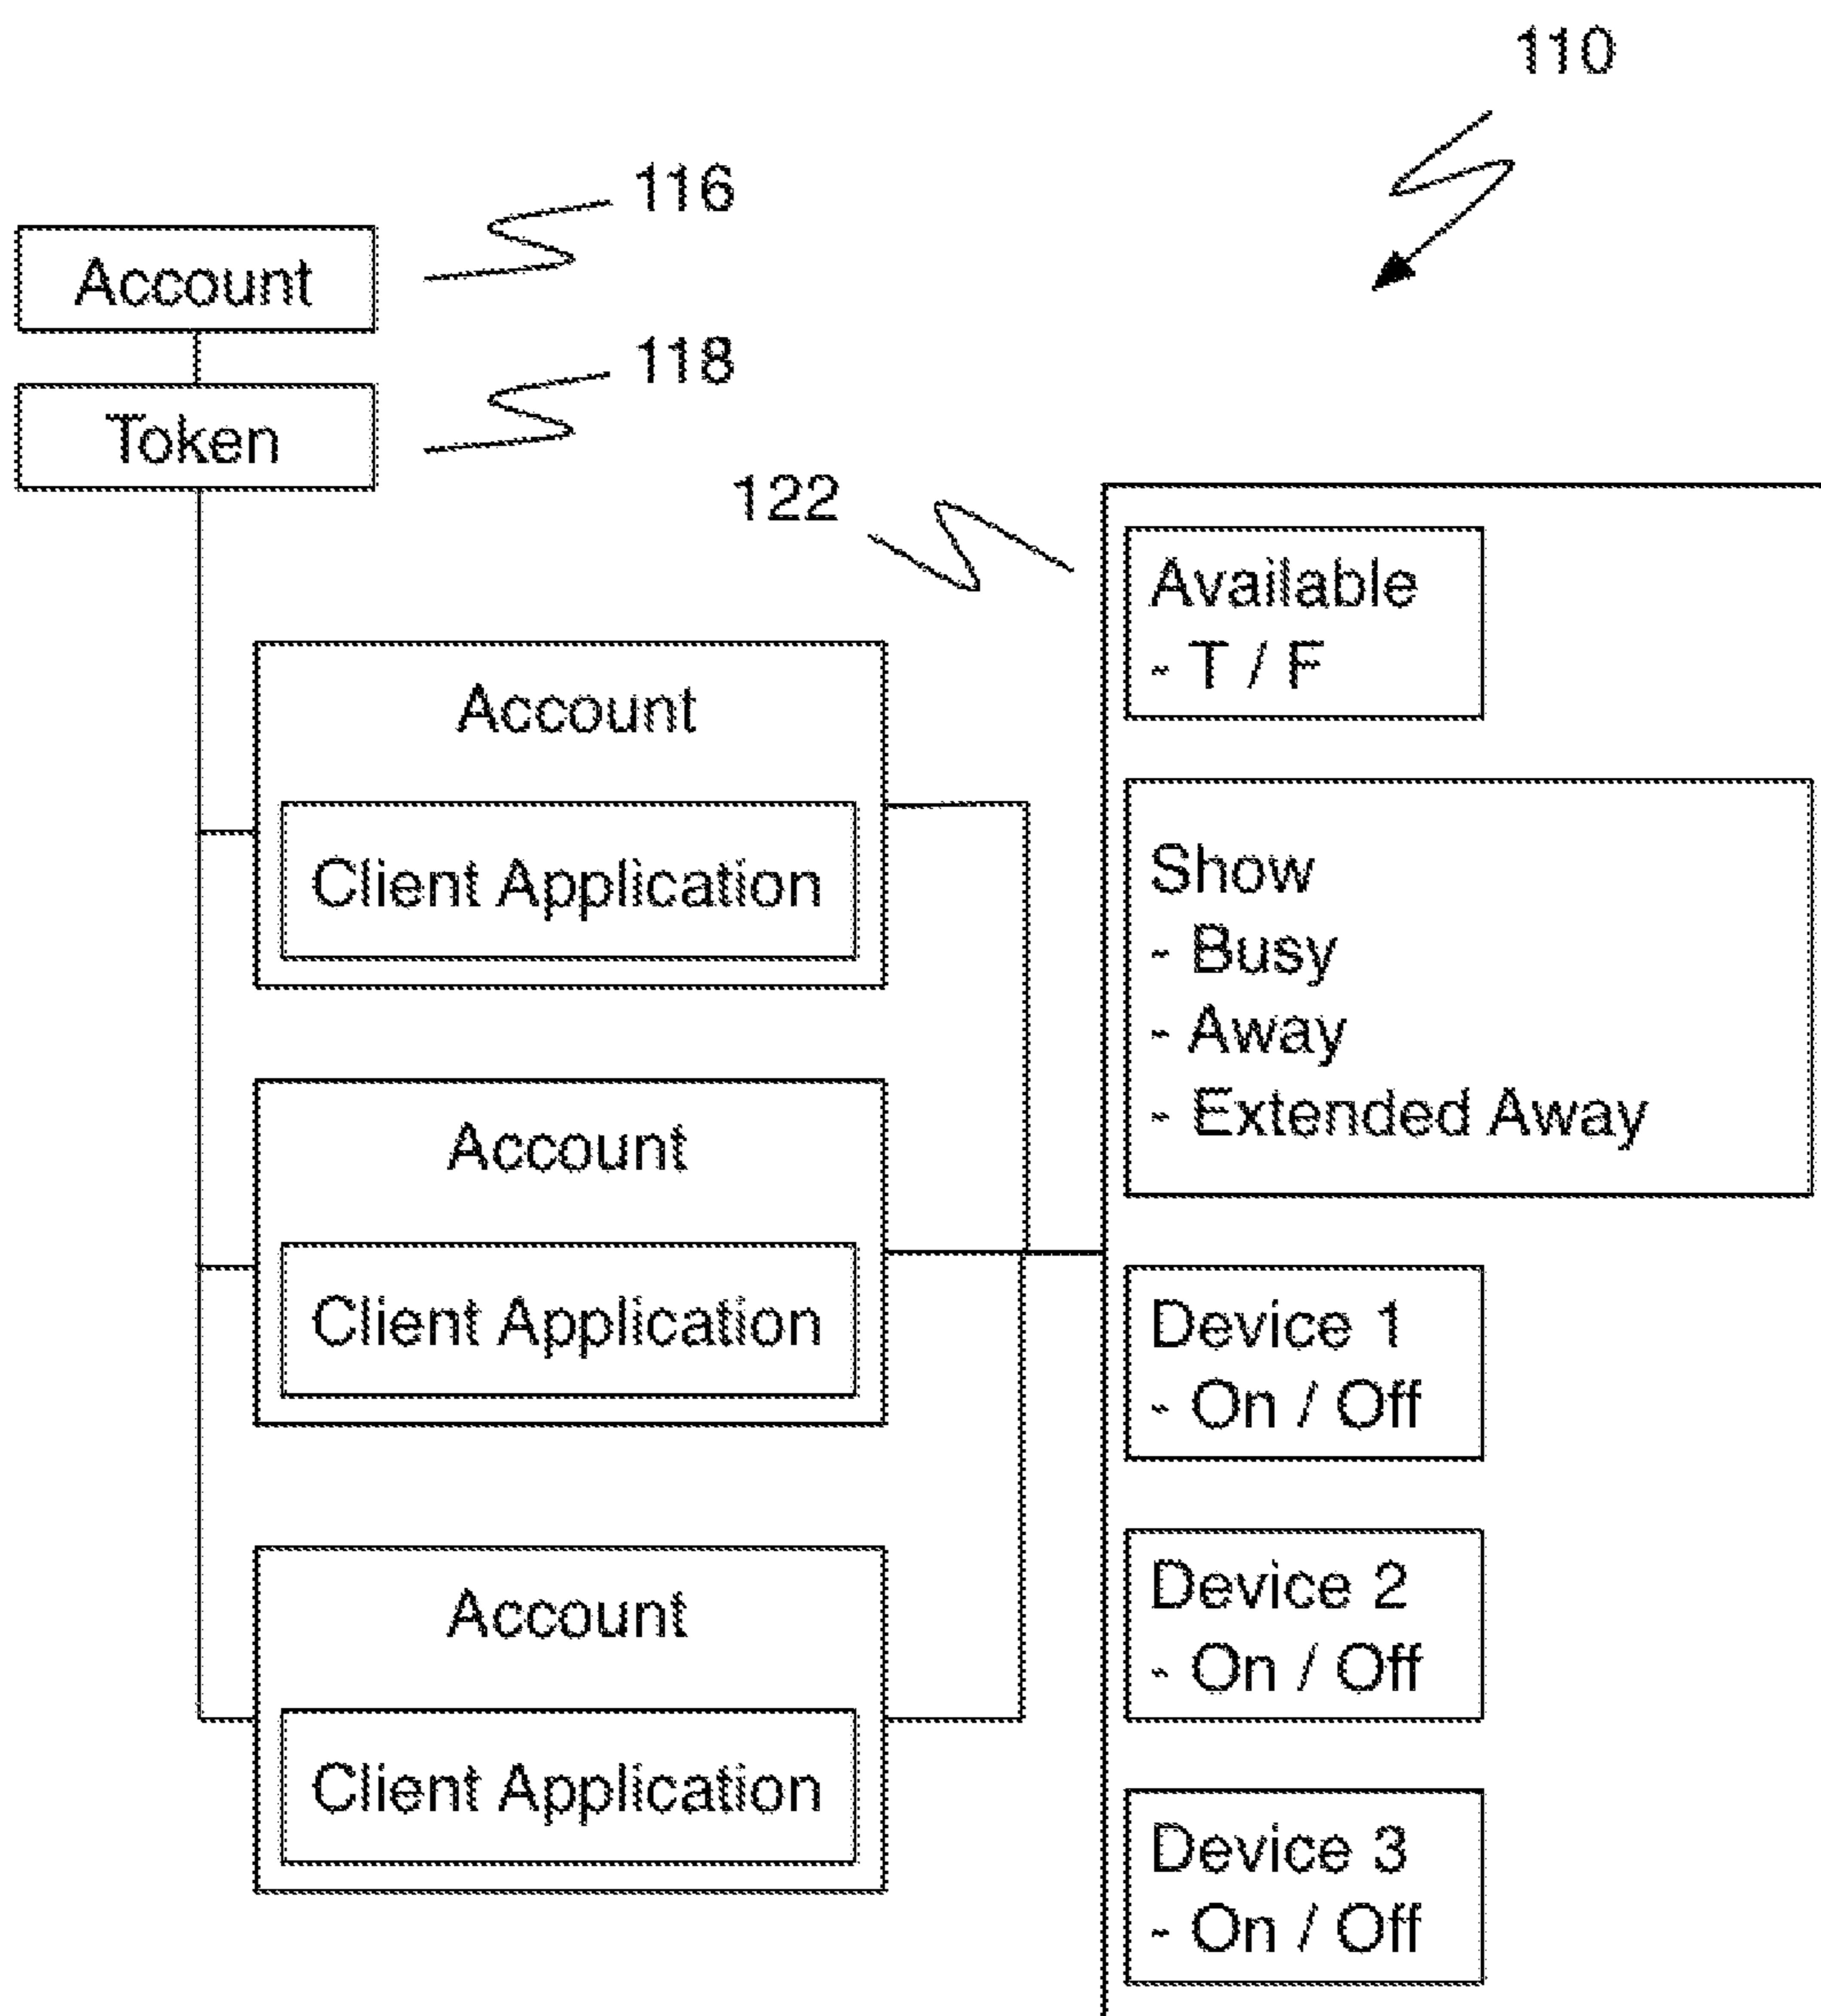 110
116
Account
118
Token
122
Available
- T / F
Account
Client Application
Show
- Busy
- Away
- Extended Away
Account
Client Application
Device 1
- On / Off
Account
Client Application
Device 2
- On / Off
Device 3
- On / Off